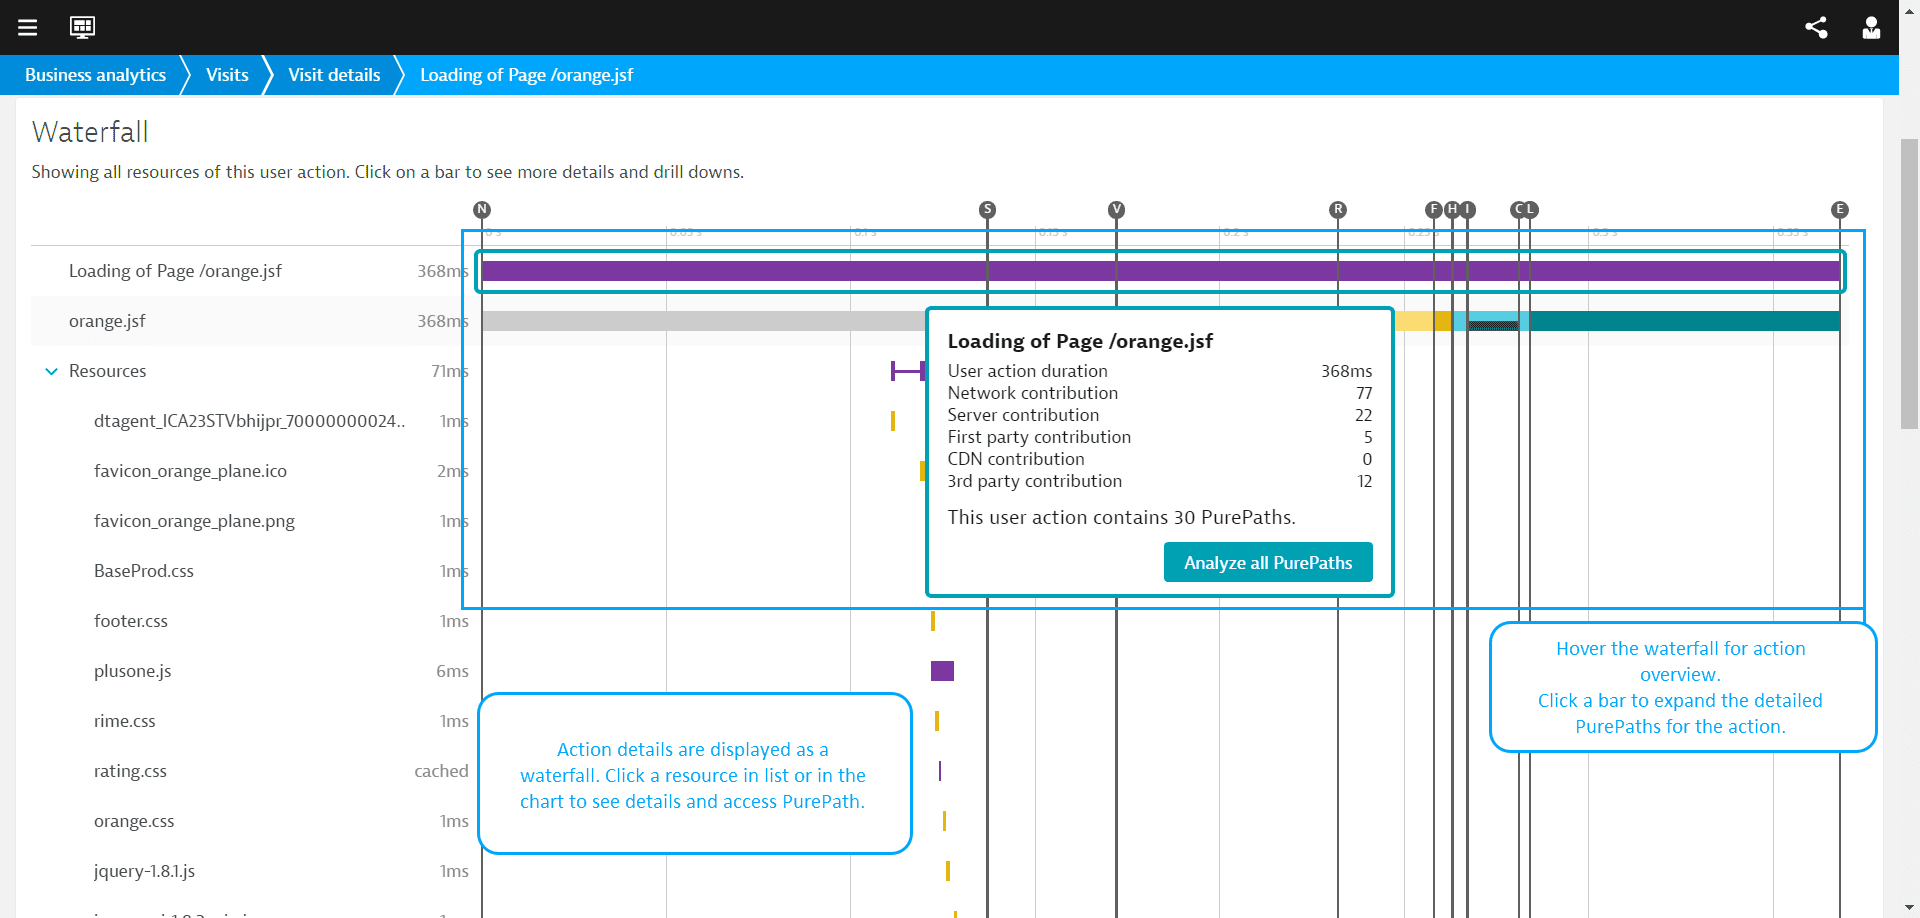 Business analytics
Visits
Visit details
Loading of Page /orange.jsf
Waterfall
Showing all resources of this user action. Click on a bar to see more details and drill downs.
N
S
V
R
F
H
I
C
L
E
Loading of Page /orange.jsf 368ms
orange.jsf 368ms
Resources 71ms
dtagent_ICA23STVbhijpr_70000000024.. 1ms
favicon_orange_plane.ico 2ms
favicon_orange_plane.png 1ms
BaseProd.css 1ms
footer.css 1ms
plusone.js 6ms
rime.css 1ms
rating.css cached
orange.css 1ms
jquery-1.8.1.js 1ms
Loading of Page /orange.jsf
User action duration 368ms
Network contribution 77
Server contribution 22
First party contribution 5
CDN contribution 0
3rd party contribution 12
This user action contains 30 PurePaths.
Analyze all PurePaths
Hover the waterfall for action
overview.
Click a bar to expand the detailed
PurePaths for the action.
Action details are displayed as a
waterfall. Click a resource in list or in the
chart to see details and access PurePath.